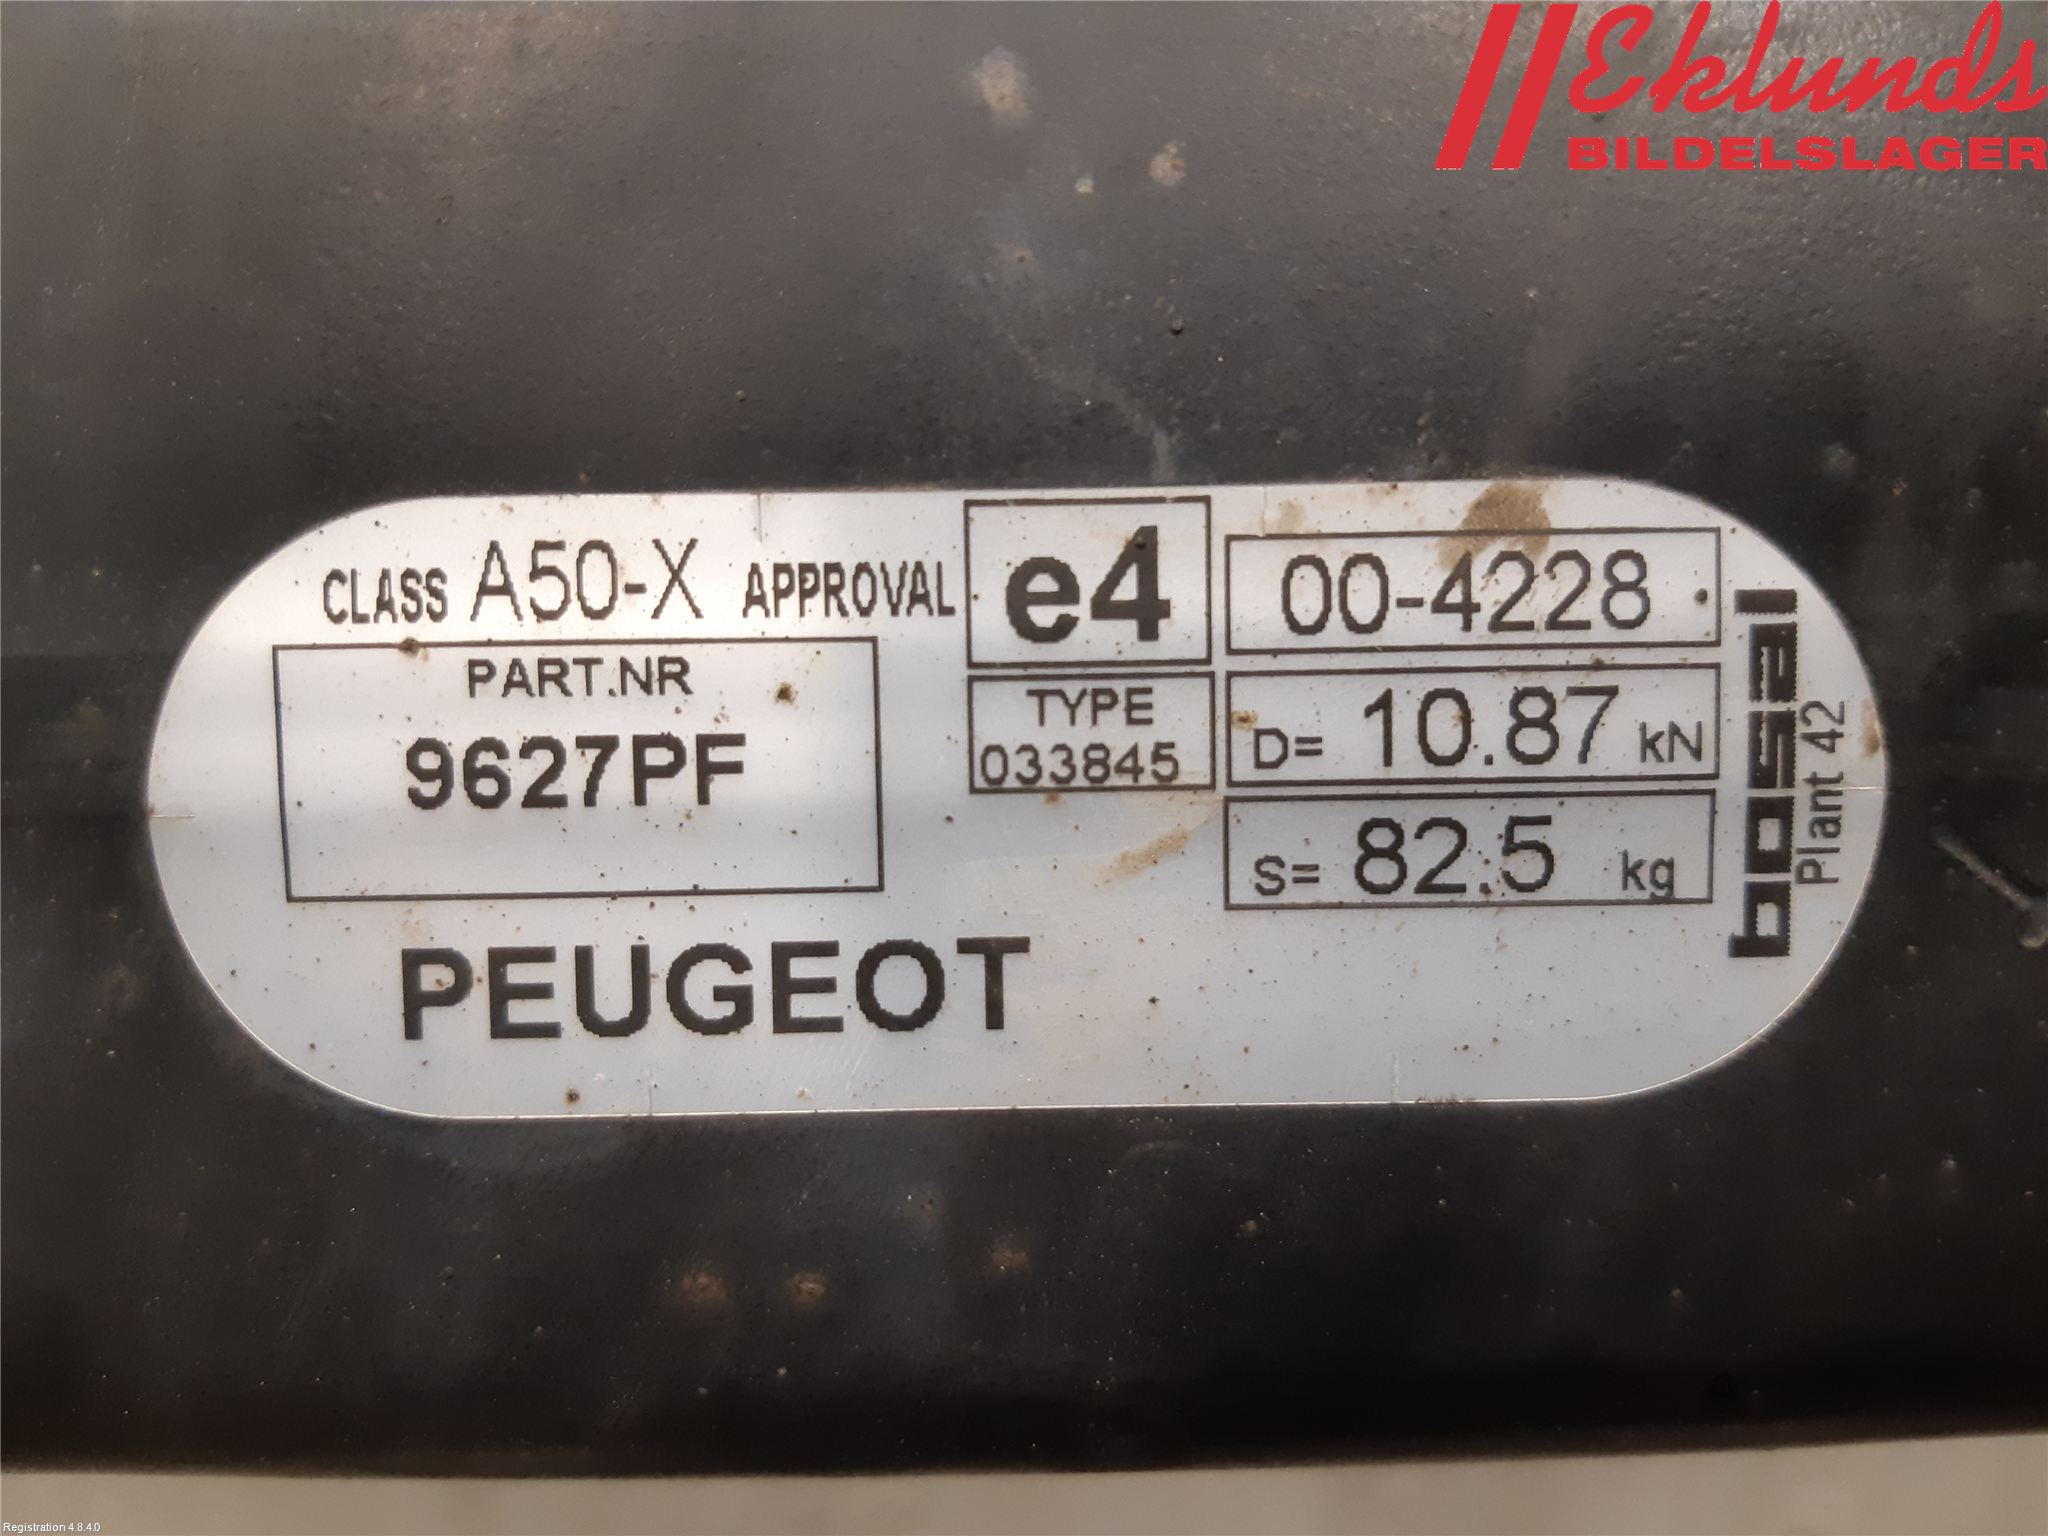 Eklunds
BILDELSLAGER
CLASS A50-X APPROVAL e4 00-4228
PART.NR
9627PF
TYPE
033845
D= 10.87 kN
S= 82.5 kg
bosal
Plant 42
PEUGEOT
Registration 4.8.4.0